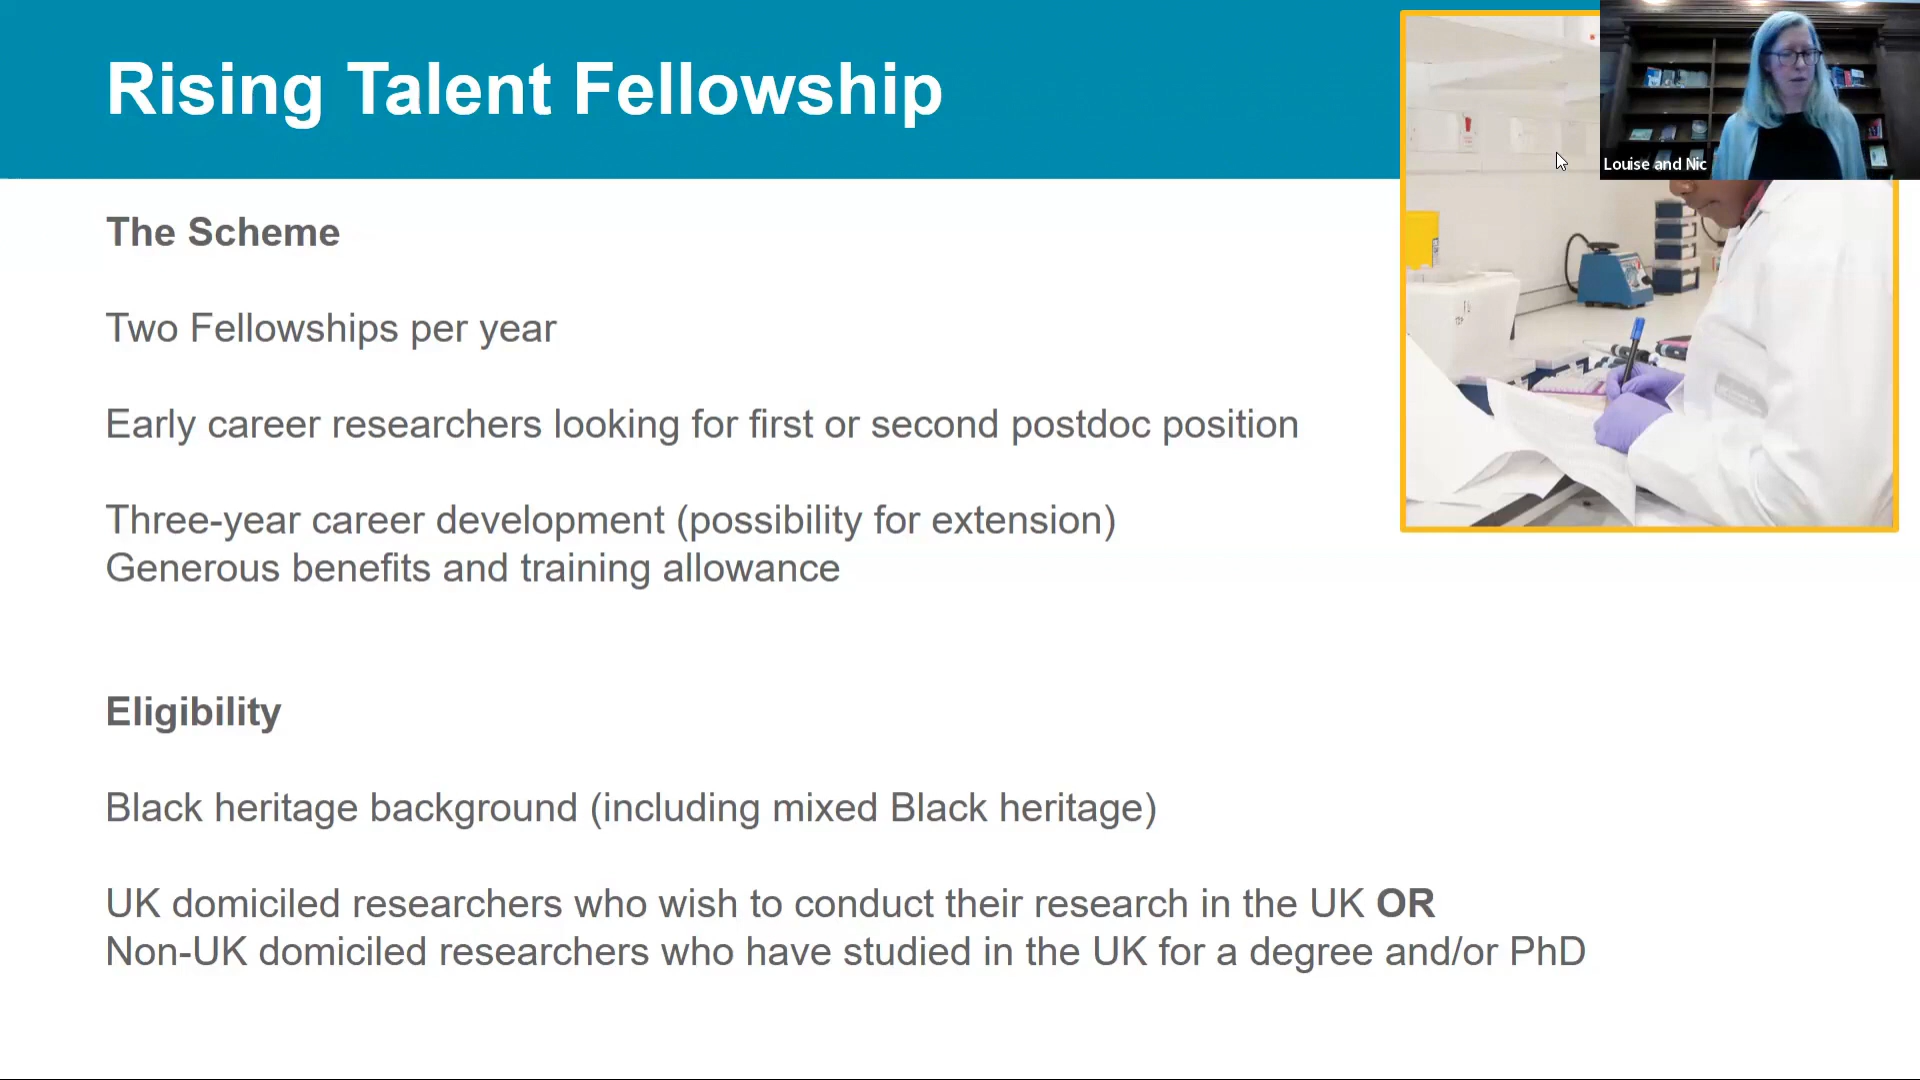 Rising Talent Fellowship
Louise and Nic
The Scheme
Two Fellowships per year
Early career researchers looking for first or second postdoc position
Three-year career development (possibility for extension)
Generous benefits and training allowance
Eligibility
Black heritage background (including mixed Black heritage)
UK domiciled researchers who wish to conduct their research in the UK OR
Non-UK domiciled researchers who have studied in the UK for a degree and/or PhD